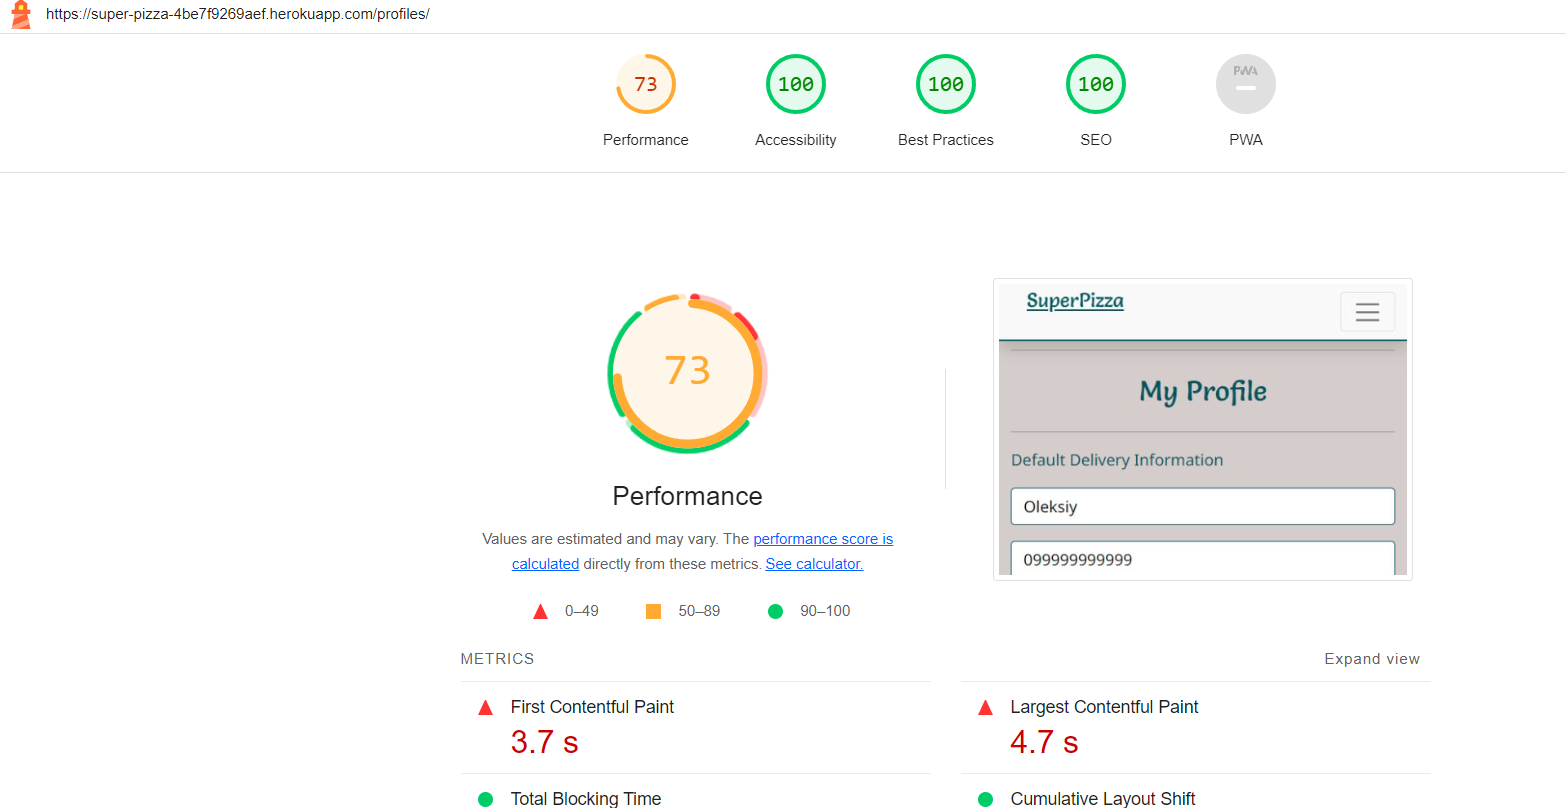 https://super-pizza-4be7f9269aef.herokuapp.com/profiles/
73
100
100
100
PWA
Performance
Accessibility
Best Practices
SEO
PWA
73
Performance
Values are estimated and may vary. The performance score is
calculated directly from these metrics. See calculator.
0–49
50–89
90–100
SuperPizza
My Profile
Default Delivery Information
Oleksiy
099999999999
METRICS
Expand view
First Contentful Paint
3.7 s
Largest Contentful Paint
4.7 s
Total Blocking Time
Cumulative Layout Shift